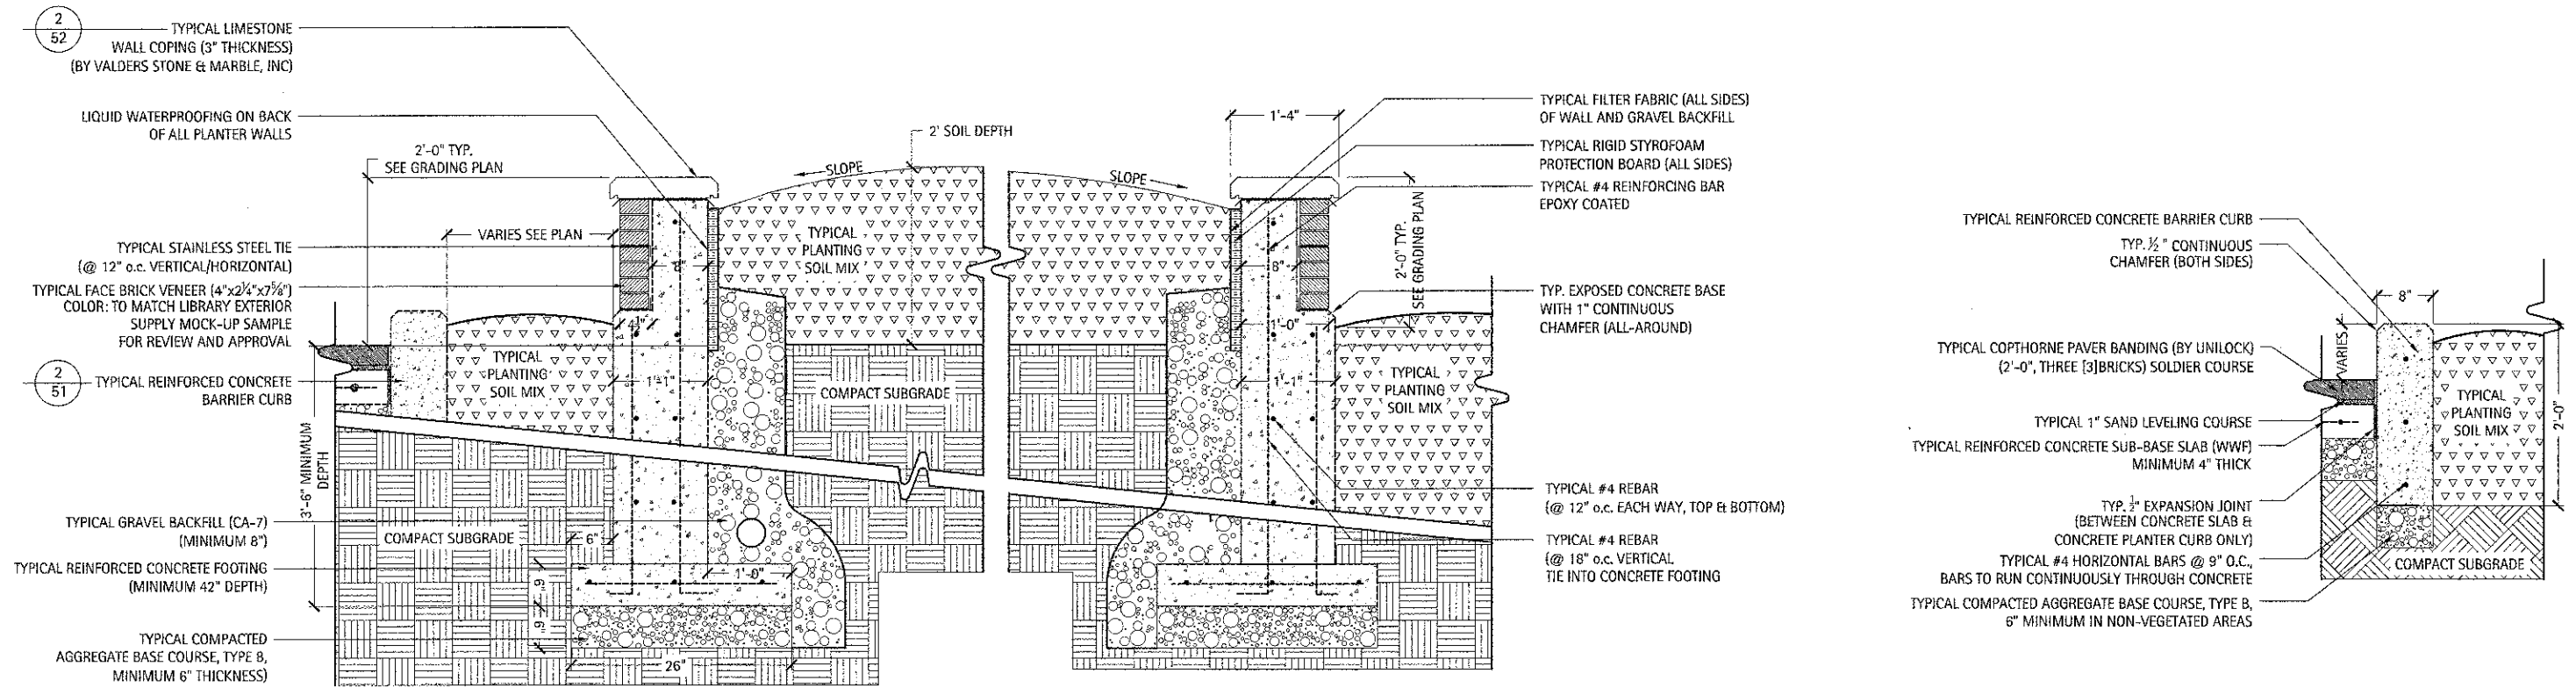 2
52
TYPICAL LIMESTONE
WALL COPING (3" THICKNESS)
(BY VALDERS STONE & MARBLE, INC)
LIQUID WATERPROOFING ON BACK
OF ALL PLANTER WALLS
2'-0" TYP.
SEE GRADING PLAN
VARIES SEE PLAN
TYPICAL STAINLESS STEEL TIE
(@ 12" o.c. VERTICAL/HORIZONTAL)
TYPICAL FACE BRICK VENEER (4"x2¼"x7⅝")
COLOR: TO MATCH LIBRARY EXTERIOR
SUPPLY MOCK-UP SAMPLE
FOR REVIEW AND APPROVAL
2
51
TYPICAL REINFORCED CONCRETE
BARRIER CURB
3'-6" MINIMUM
DEPTH
TYPICAL GRAVEL BACKFILL (CA-7)
(MINIMUM 8")
TYPICAL REINFORCED CONCRETE FOOTING
(MINIMUM 42" DEPTH)
TYPICAL COMPACTED
AGGREGATE BASE COURSE, TYPE B,
MINIMUM 6" THICKNESS)
TYPICAL
PLANTING
SOIL MIX
8"
1'-1"
COMPACT SUBGRADE
6"
6"
6"
1'-0"
26"
SLOPE
2' SOIL DEPTH
TYPICAL
PLANTING
SOIL MIX
COMPACT SUBGRADE
SLOPE
1'-4"
8"
1'-0"
1'-1"
2'-0" TYP.
SEE GRADING PLAN
TYPICAL
PLANTING
SOIL MIX
TYPICAL FILTER FABRIC (ALL SIDES)
OF WALL AND GRAVEL BACKFILL
TYPICAL RIGID STYROFOAM
PROTECTION BOARD (ALL SIDES)
TYPICAL #4 REINFORCING BAR
EPOXY COATED
TYP. EXPOSED CONCRETE BASE
WITH 1" CONTINUOUS
CHAMFER (ALL-AROUND)
TYPICAL #4 REBAR
(@ 12" o.c. EACH WAY, TOP & BOTTOM)
TYPICAL #4 REBAR
(@ 18" o.c. VERTICAL
TIE INTO CONCRETE FOOTING
TYPICAL REINFORCED CONCRETE BARRIER CURB
TYP. ½" CONTINUOUS
CHAMFER (BOTH SIDES)
8"
VARIES
TYPICAL COPTHORNE PAVER BANDING (BY UNILOCK)
(2'-0", THREE [3]BRICKS) SOLDIER COURSE
TYPICAL 1" SAND LEVELING COURSE
TYPICAL REINFORCED CONCRETE SUB-BASE SLAB (WWF)
MINIMUM 4" THICK
TYP. ½" EXPANSION JOINT
(BETWEEN CONCRETE SLAB &
CONCRETE PLANTER CURB ONLY)
TYPICAL #4 HORIZONTAL BARS @ 9" O.C.,
BARS TO RUN CONTINUOUSLY THROUGH CONCRETE
TYPICAL COMPACTED AGGREGATE BASE COURSE, TYPE B,
6" MINIMUM IN NON-VEGETATED AREAS
TYPICAL
PLANTING
SOIL MIX
2'-0"
COMPACT SUBGRADE